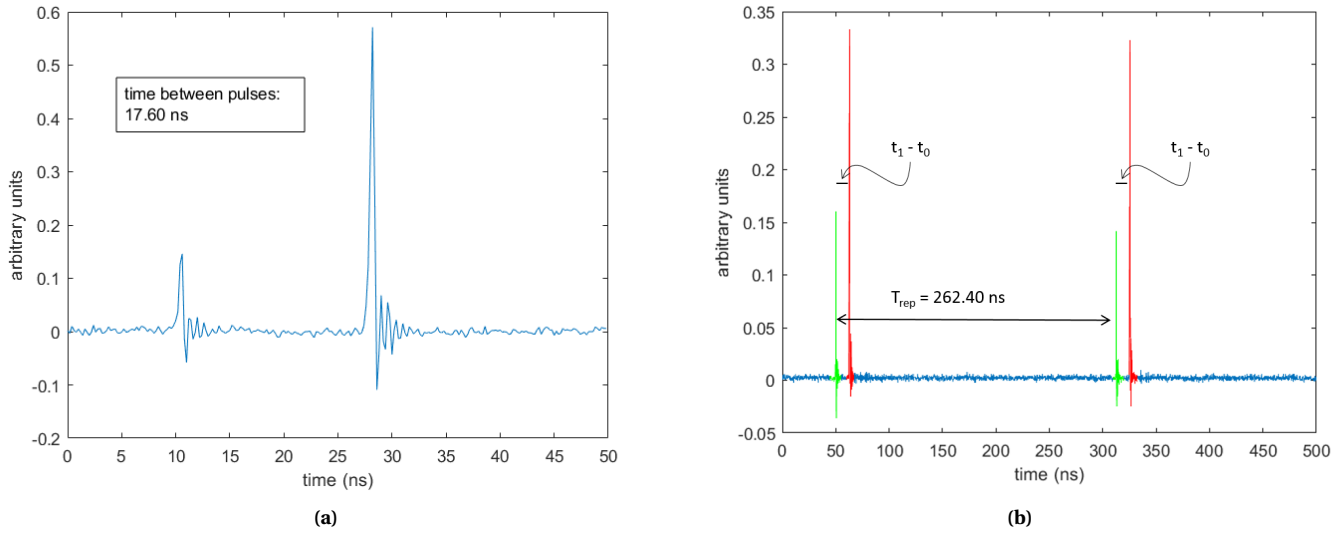 0.6
0.5
0.4
0.3
0.2
0.1
0
-0.1
-0.2
arbitrary units
time between pulses:
17.60 ns
0 5 10 15 20 25 30 35 40 45 50
time (ns)
(a)
0.35
0.3
0.25
0.2
0.15
0.1
0.05
0
-0.05
arbitrary units
t1 - t0
t1 - t0
Trep = 262.40 ns
0 50 100 150 200 250 300 350 400 450 500
time (ns)
(b)